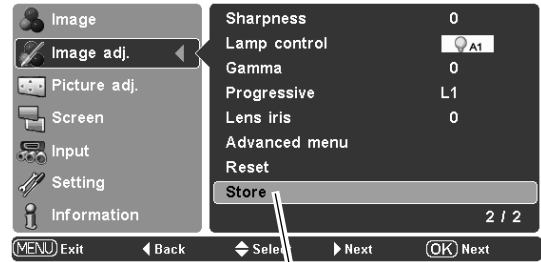 Image
Image adj.
Picture adj.
Screen
Input
Setting
Information
Sharpness 0
Lamp control A1
Gamma 0
Progressive L1
Lens iris 0
Advanced menu
Reset
Store
2 / 2
MENU Exit Back Select Next OK Next